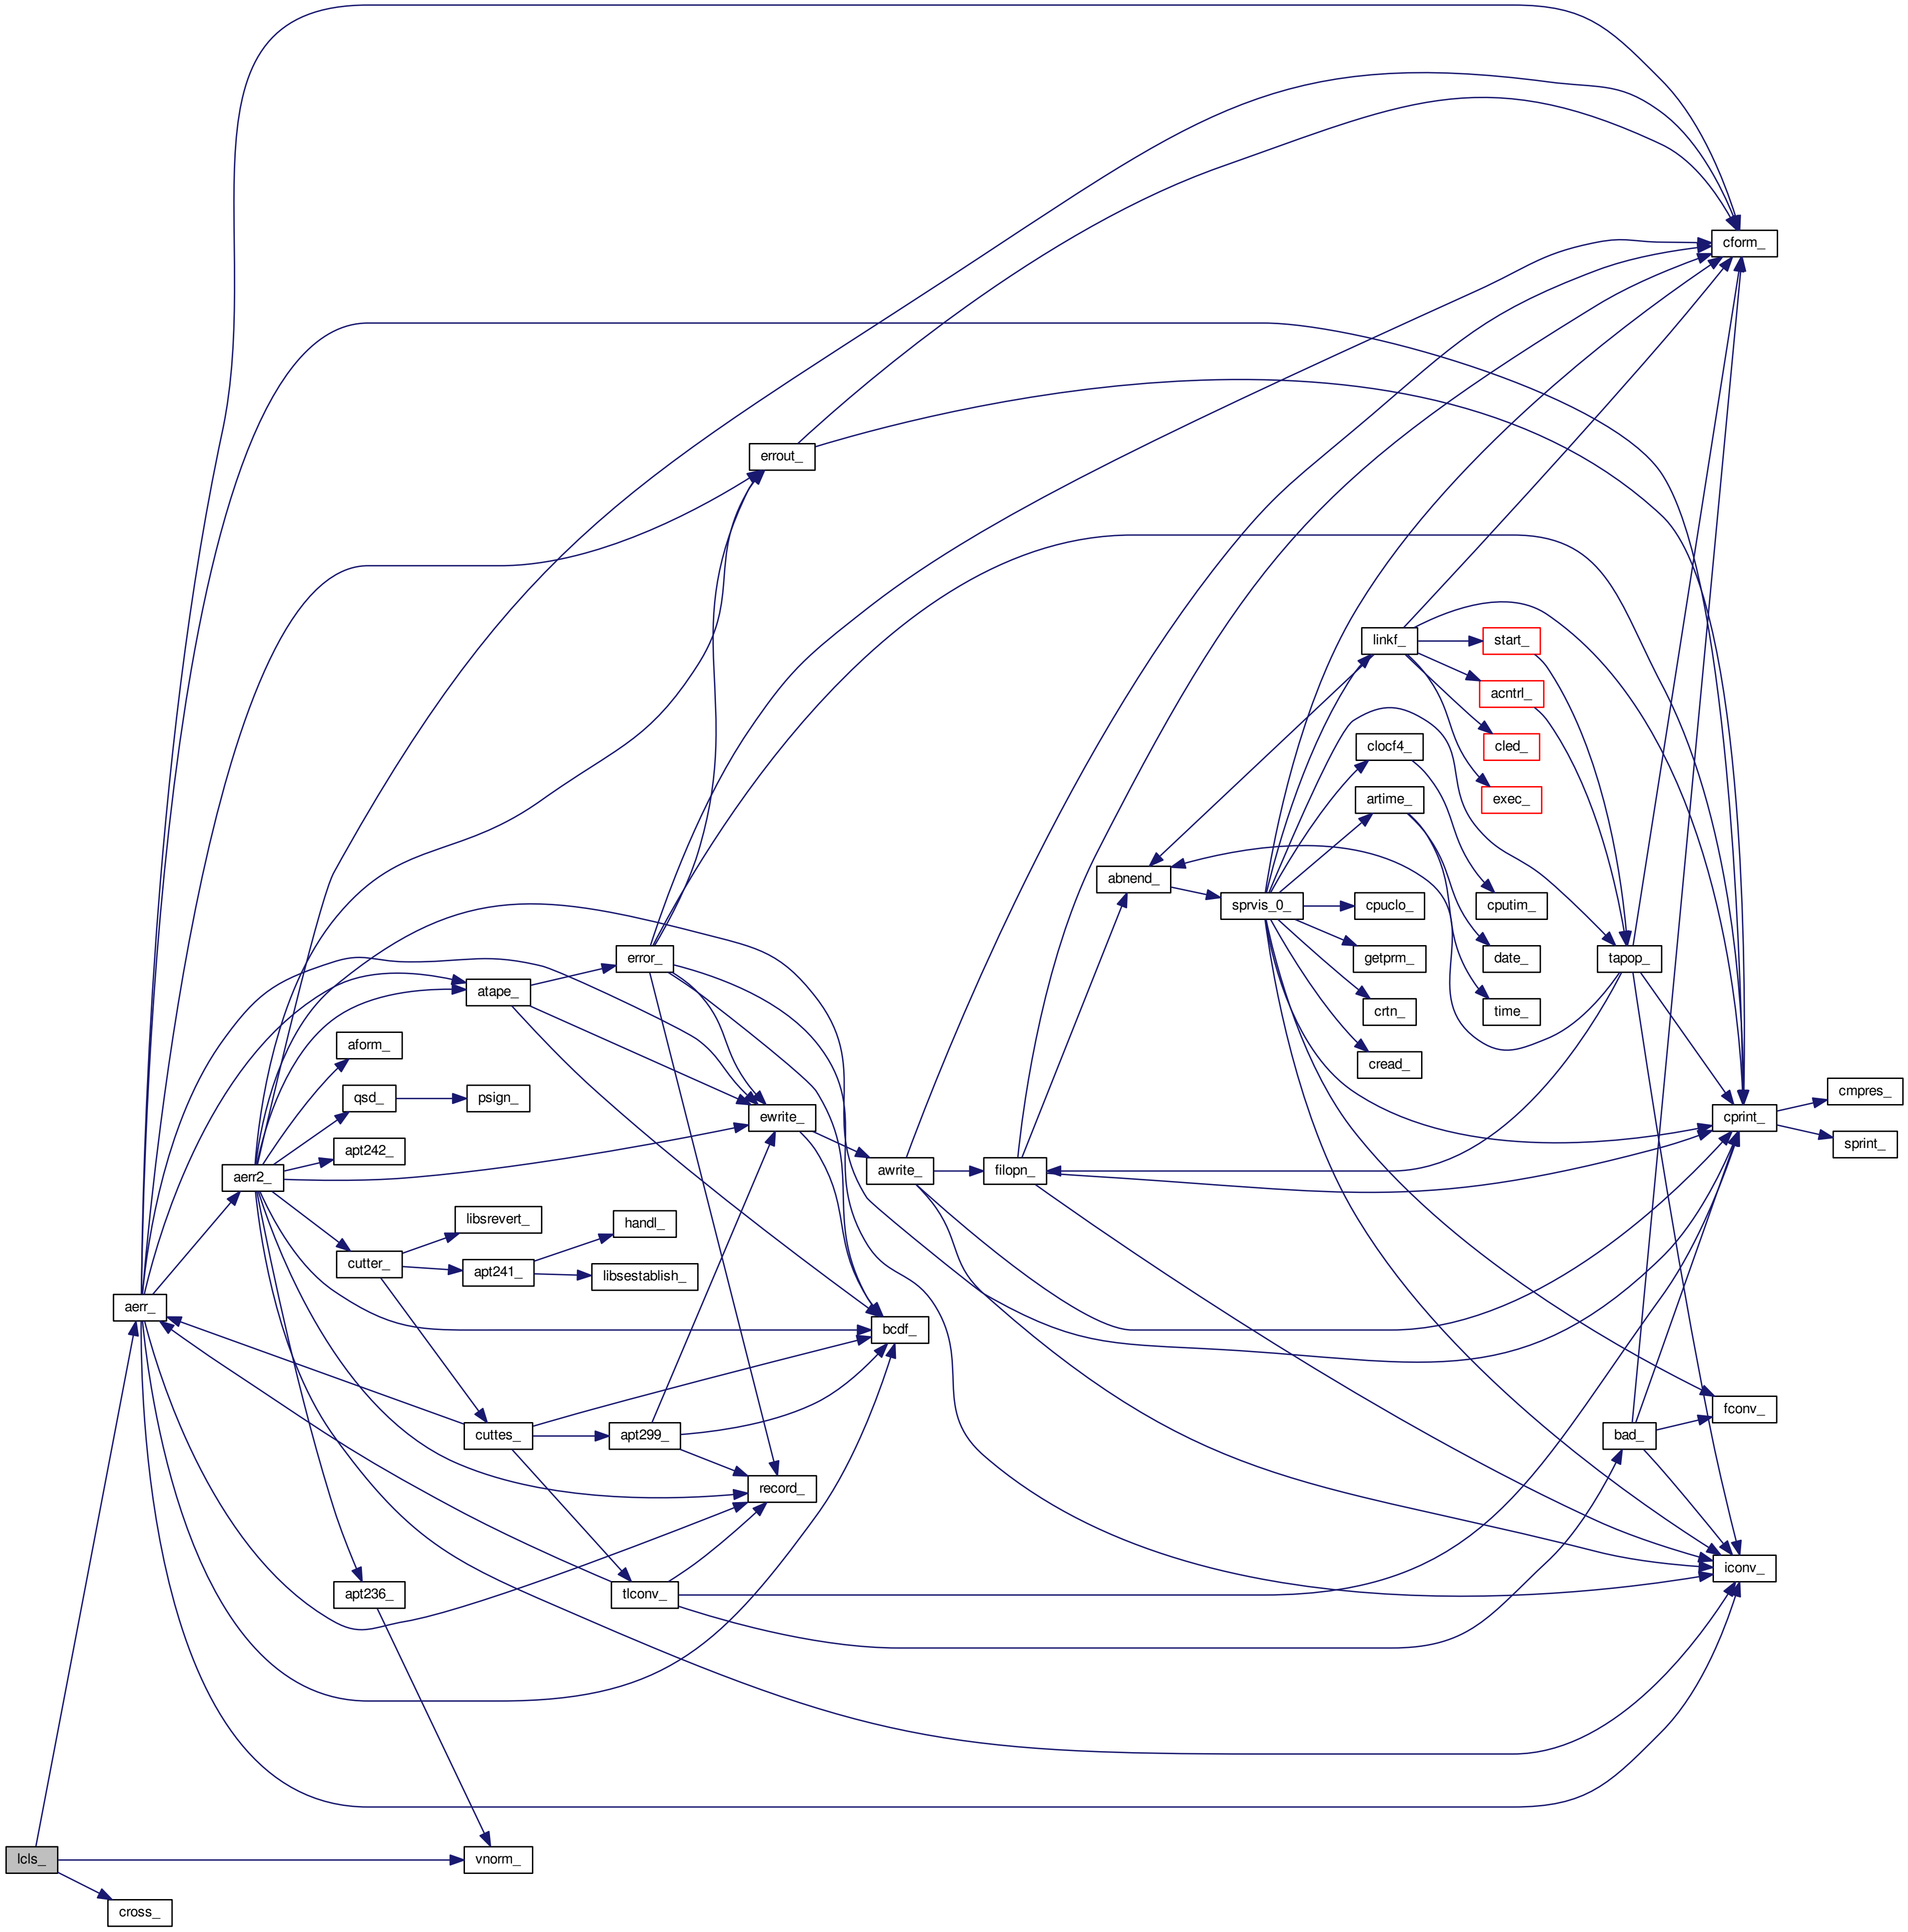 cform_
errout_
linkf_
start_
acntrl_
clocf4_
cled_
artime_
exec_
abnend_
sprvis_0_
cpuclo_
cputim_
error_
getprm_
date_
tapop_
atape_
crtn_
time_
aform_
cread_
qsd_
psign_
ewrite_
cprint_
cmpres_
apt242_
sprint_
aerr2_
awrite_
filopn_
libsrevert_
handl_
cutter_
apt241_
libsestablish_
aerr_
bcdf_
fconv_
cuttes_
apt299_
bad_
record_
iconv_
apt236_
tlconv_
lcls_
vnorm_
cross_